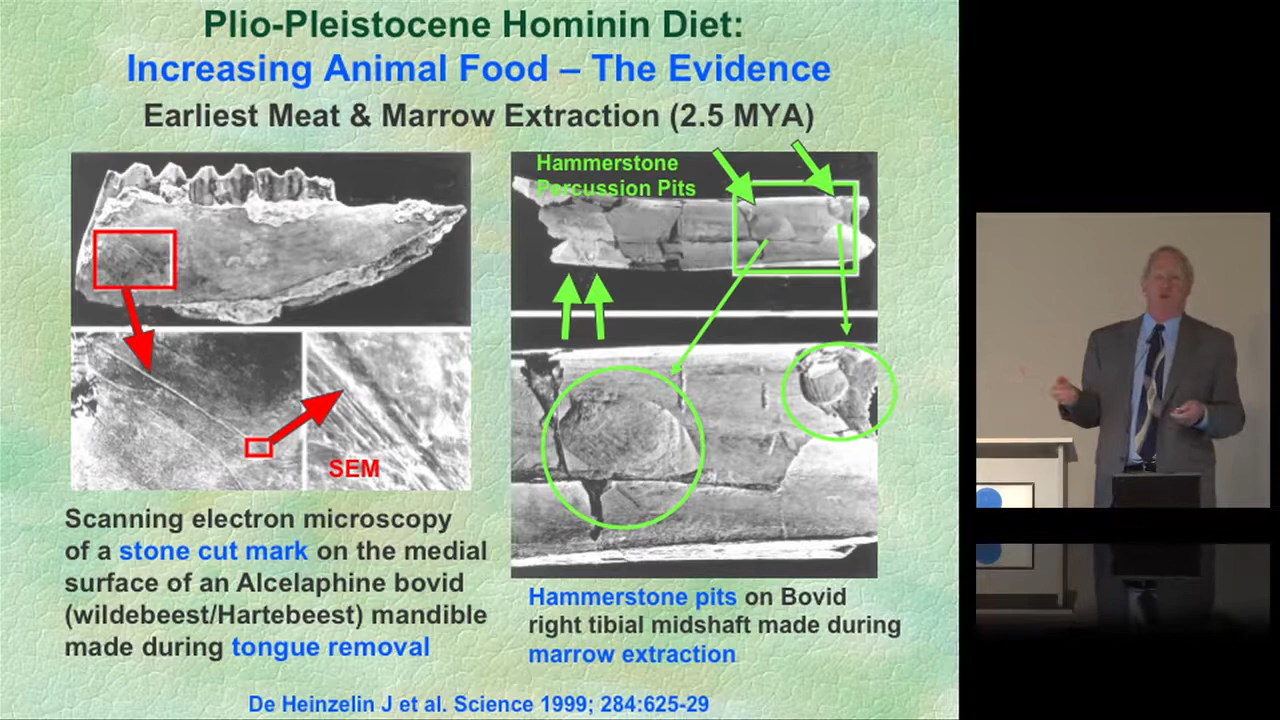 Plio-Pleistocene Hominin Diet:
Increasing Animal Food – The Evidence
Earliest Meat & Marrow Extraction (2.5 MYA)
Hammerstone
Percussion Pits
SEM
Scanning electron microscopy
of a stone cut mark on the medial
surface of an Alcelaphine bovid
(wildebeest/Hartebeest) mandible
made during tongue removal
Hammerstone pits on Bovid
right tibial midshaft made during
marrow extraction
De Heinzelin J et al. Science 1999; 284:625-29